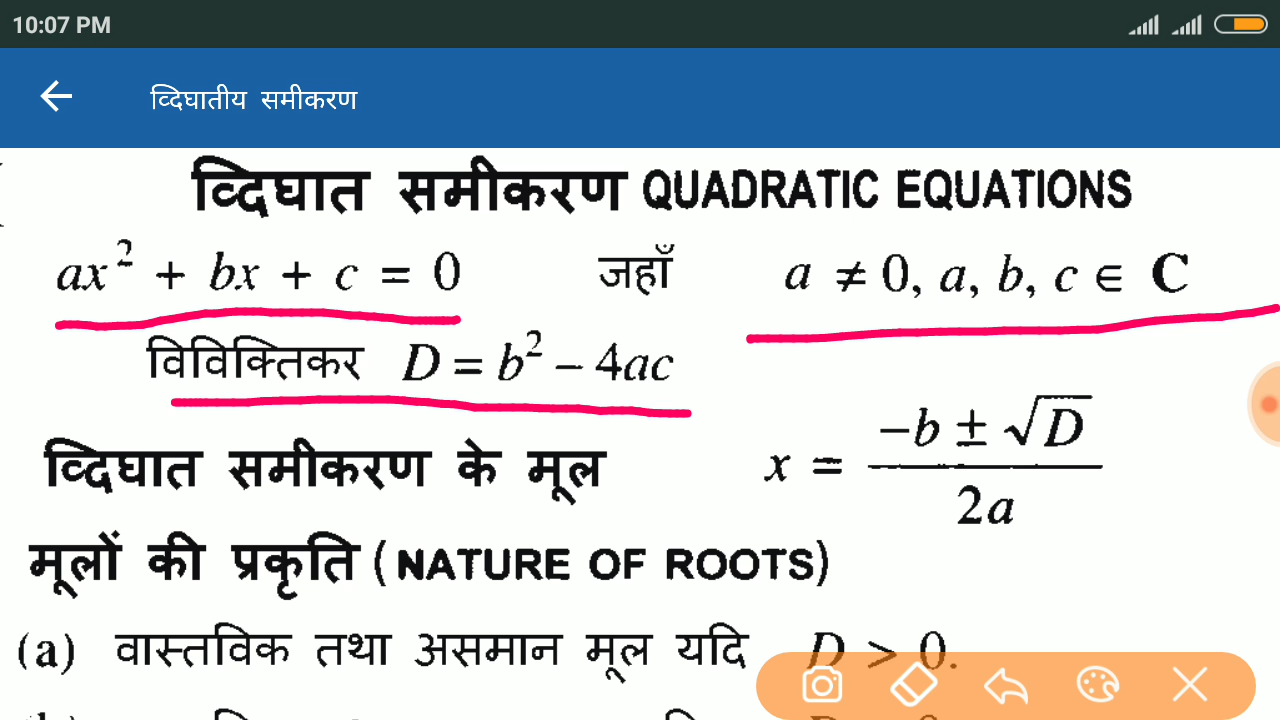 10:07 PM
व्दिघातीय समीकरण
व्दिघात समीकरण QUADRATIC EQUATIONS
ax² + bx + c = 0 जहाँ a ≠ 0, a, b, c ∈ C
विविक्तिकर D = b² – 4ac
व्दिघात समीकरण के मूल x = (–b ± √D) / 2a
मूलों की प्रकृति (NATURE OF ROOTS)
(a) वास्तविक तथा असमान मूल यदि D > 0.